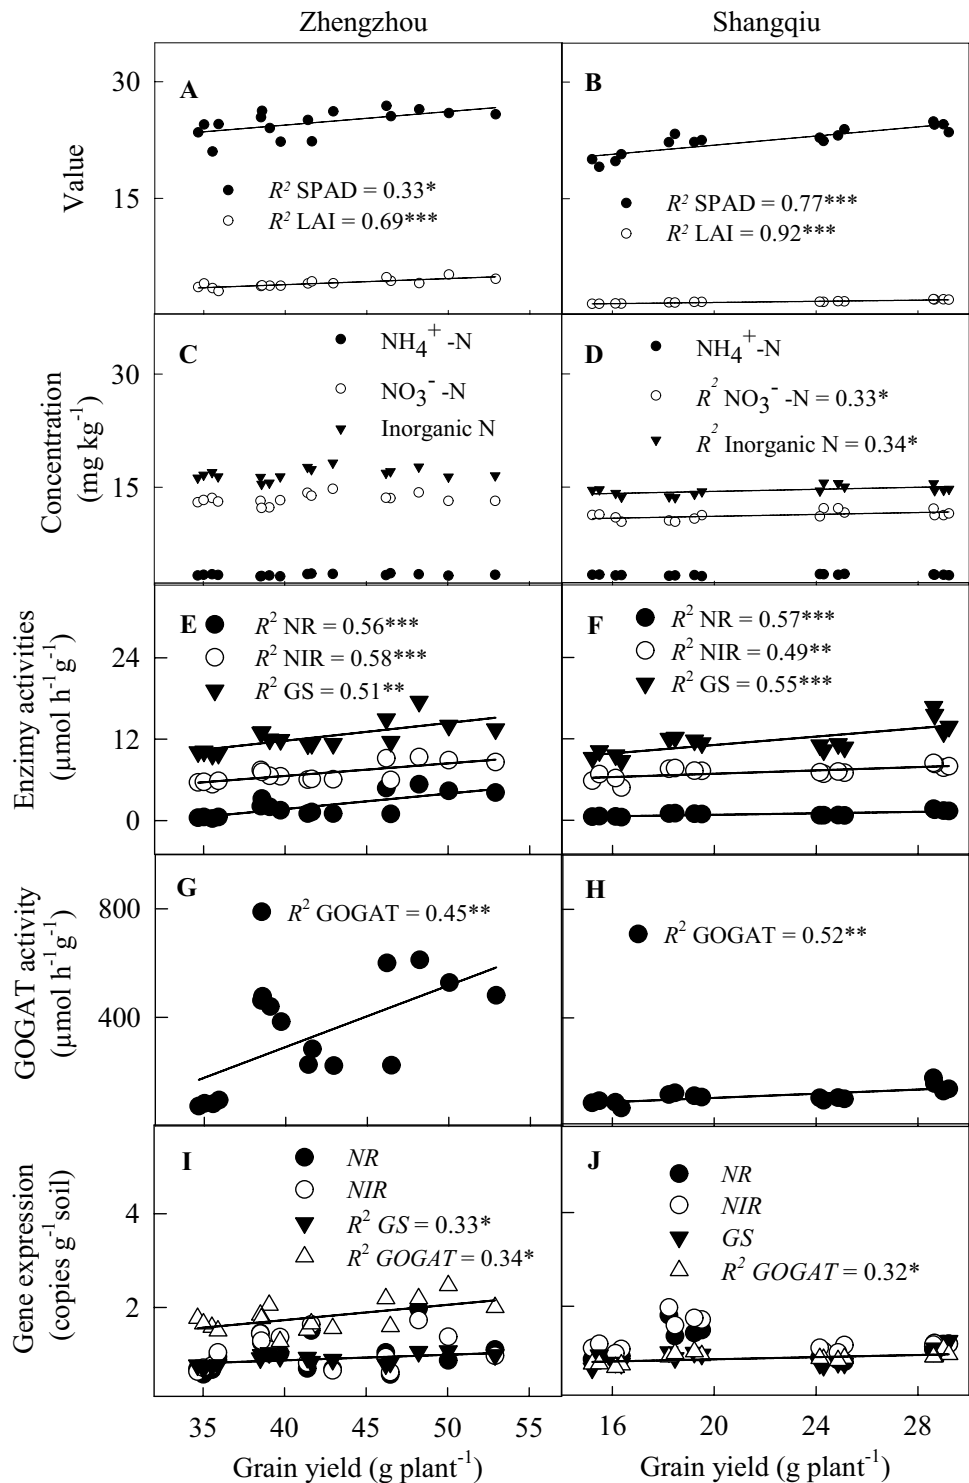 Zhengzhou
Shangqiu
Value
30
15
A
R² SPAD = 0.33*
R² LAI = 0.69***
B
R² SPAD = 0.77***
R² LAI = 0.92***
Concentration
(mg kg⁻¹)
30
15
C
NH₄⁺ -N
NO₃⁻ -N
Inorganic N
D
NH₄⁺-N
R² NO₃⁻ -N = 0.33*
R² Inorganic N = 0.34*
Enzimy activities
(μmol h⁻¹g⁻¹)
24
12
0
E
R² NR = 0.56***
R² NIR = 0.58***
R² GS = 0.51**
F
R² NR = 0.57***
R² NIR = 0.49**
R² GS = 0.55***
GOGAT activity
(μmol h⁻¹g⁻¹)
800
400
G
R² GOGAT = 0.45**
H
R² GOGAT = 0.52**
Gene expression
(copies g⁻¹ soil)
4
2
I
NR
NIR
R² GS = 0.33*
R² GOGAT = 0.34*
J
NR
NIR
GS
R² GOGAT = 0.32*
35 40 45 50 55
16 20 24 28
Grain yield (g plant⁻¹)
Grain yield (g plant⁻¹)